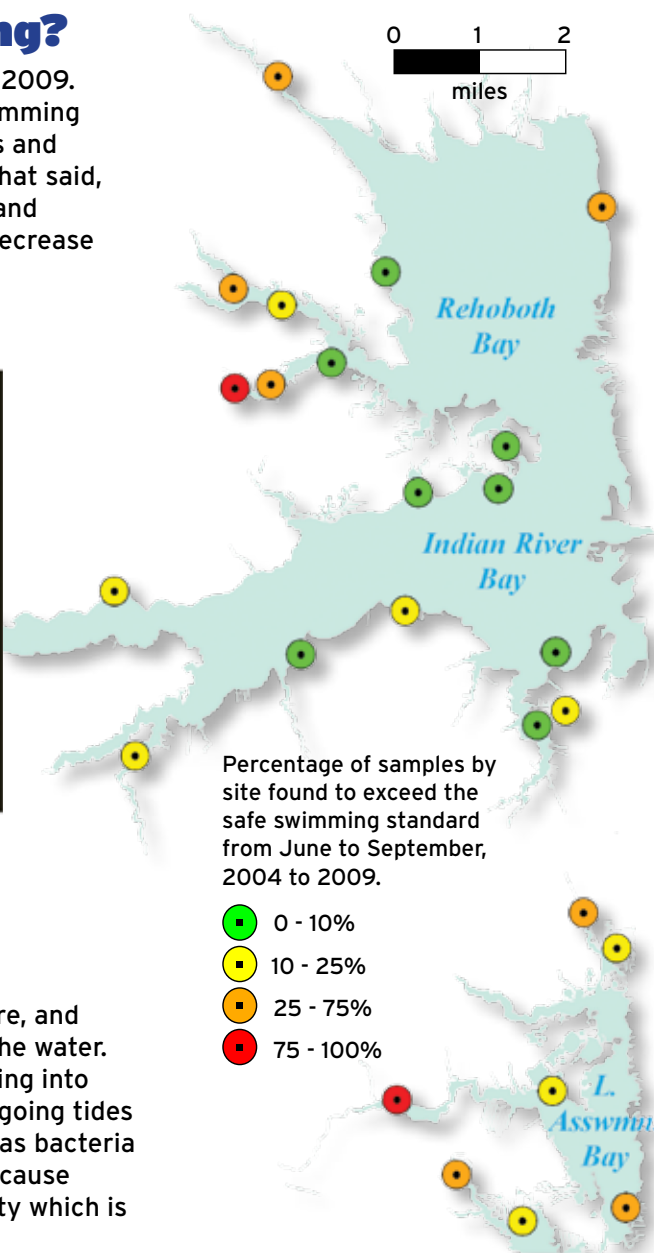 ng?
2009.
mming
s and
hat said,
and
ecrease
0 1 2
miles
Rehoboth
Bay
Indian River
Bay
Percentage of samples by
site found to exceed the
safe swimming standard
from June to September,
2004 to 2009.
0 - 10%
10 - 25%
25 - 75%
75 - 100%
L.
Asswmu
Bay
re, and
he water.
ing into
going tides
as bacteria
cause
ty which is